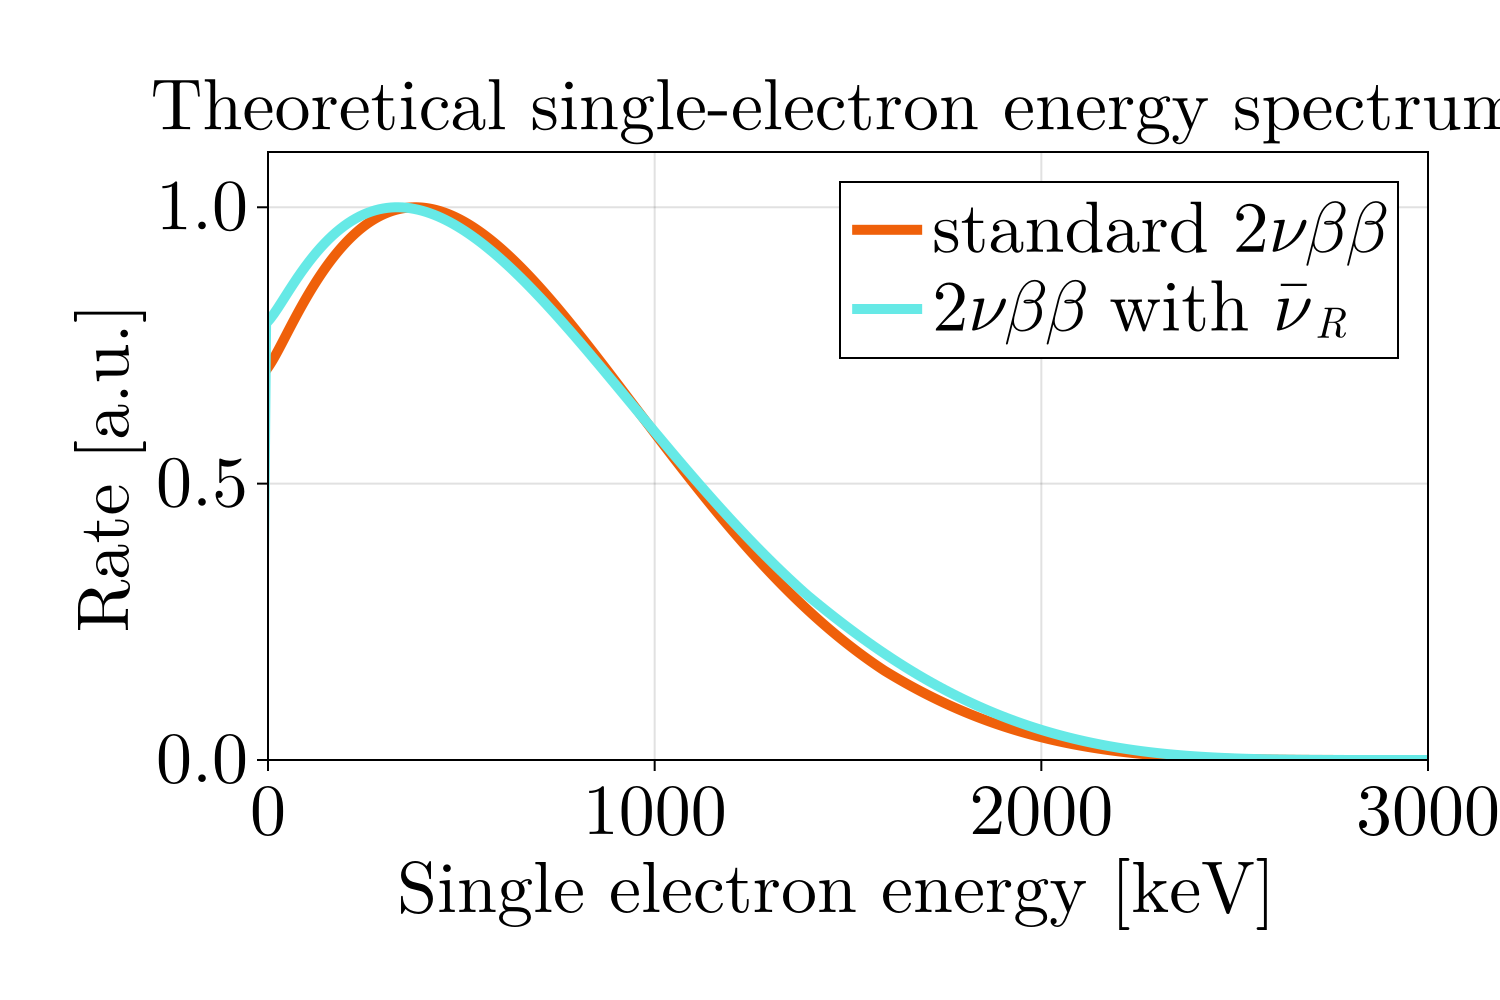 Theoretical single-electron energy spectrum
1.0
0.5
0.0
Rate [a.u.]
standard 2νββ
2νββ with ν̄_R
0 1000 2000 3000
Single electron energy [keV]